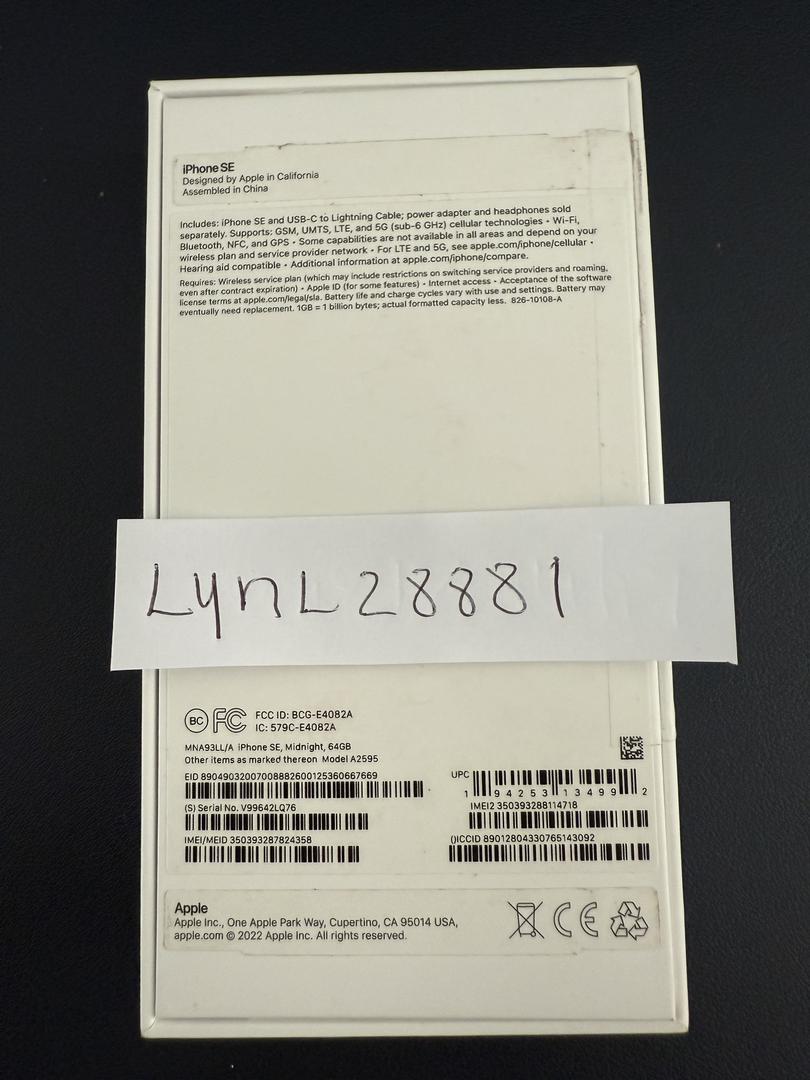 iPhone SE
Designed by Apple in California
Assembled in China
Includes: iPhone SE and USB-C to Lightning Cable; power adapter and headphones sold
separately. Supports: GSM, UMTS, LTE, and 5G (sub-6 GHz) cellular technologies • Wi-Fi,
Bluetooth, NFC, and GPS • Some capabilities are not available in all areas and depend on your
wireless plan and service provider network • For LTE and 5G, see apple.com/iphone/cellular •
Hearing aid compatible • Additional information at apple.com/iphone/compare.
Requires: Wireless service plan (which may include restrictions on switching service providers and roaming,
even after contract expiration) • Apple ID (for some features) • Internet access • Acceptance of the software
license terms at apple.com/legal/sla. Battery life and charge cycles vary with use and settings. Battery may
eventually need replacement. 1GB = 1 billion bytes; actual formatted capacity less. 826-10108-A
LynL28881
BC FC FCC ID: BCG-E4082A
IC: 579C-E4082A
MNA93LL/A iPhone SE, Midnight, 64GB
Other items as marked thereon Model A2595
EID 89049032007008882600125360667669
UPC
1 94253 13499 2
(S) Serial No. V99642LQ76
IMEI2 350393288114718
IMEI/MEID 350393287824358
()ICCID 89012804330765143092
Apple
Apple Inc., One Apple Park Way, Cupertino, CA 95014 USA,
apple.com © 2022 Apple Inc. All rights reserved.
CE